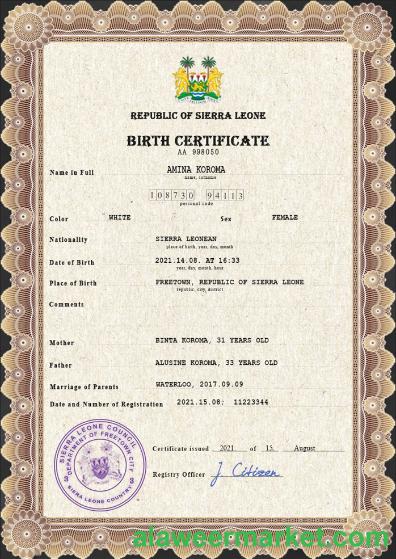 REPUBLIC OF SIERRA LEONE
BIRTH CERTIFICATE
AA 998050
Name in Full AMINA KOROMA
name, surname
108730 94113
personal code
Color WHITE Sex FEMALE
Nationality SIERRA LEONEAN
place of birth, year, day, month
Date of Birth 2021.14.08. AT 16:33
year, day, month, hour
Place of Birth FREETOWN, REPUBLIC OF SIERRA LEONE
republic, city, district
Comments
Mother BINTA KOROMA, 31 YEARS OLD
Father ALUSINE KOROMA, 33 YEARS OLD
Marriage of Parents WATERLOO, 2017.09.09
Date and Number of Registration 2021.15.08: 11223344
Certificate issued 2021 of 15. August
Registry Officer J Citizen
SIERRA LEONE COUNCIL
DEPARTMENT OF FREETOWN CITY
SIERRA LEONE COUNTRY
alaweermarket.com